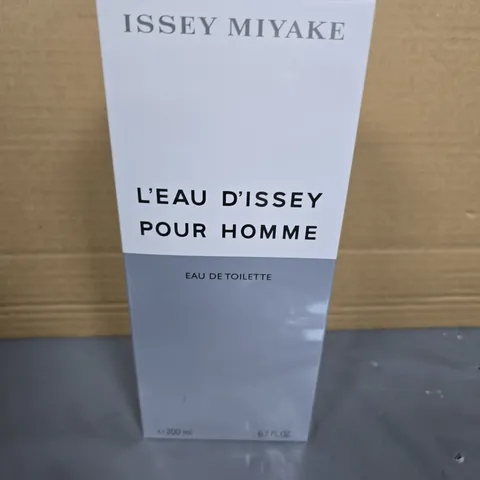 ISSEY MIYAKE
L'EAU D'ISSEY
POUR HOMME
EAU DE TOILETTE
℮ 200 ml 6.7 FL.OZ.